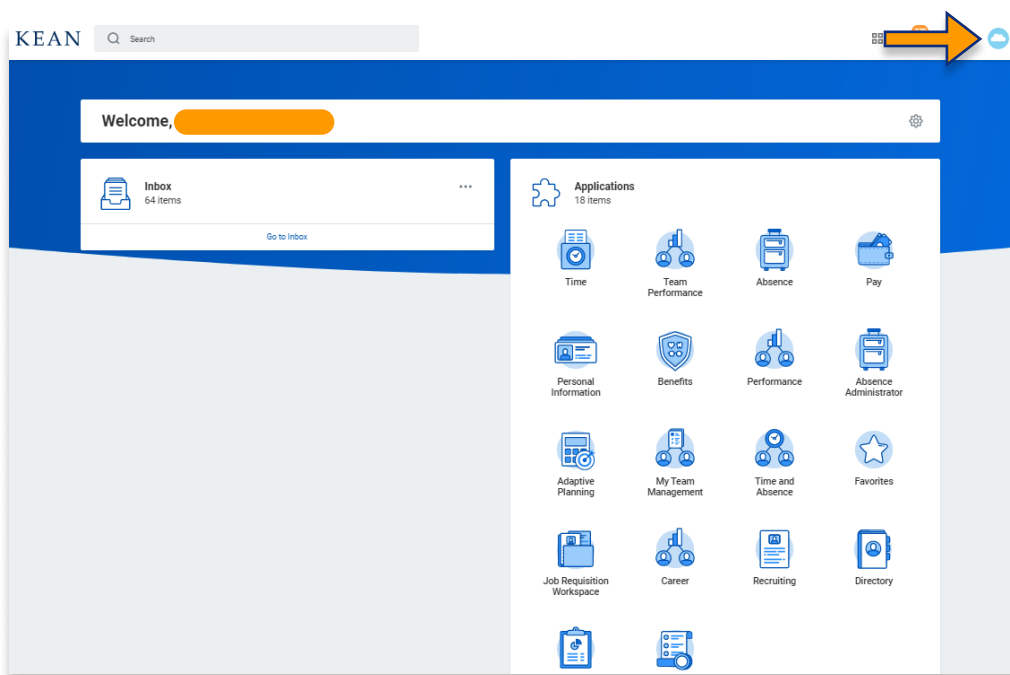 KEAN
Search
Welcome,
Inbox
64 items
Go to Inbox
Applications
18 items
Time
Team
Performance
Absence
Pay
Personal
Information
Benefits
Performance
Absence
Administrator
Adaptive
Planning
My Team
Management
Time and
Absence
Favorites
Job Requisition
Workspace
Career
Recruiting
Directory